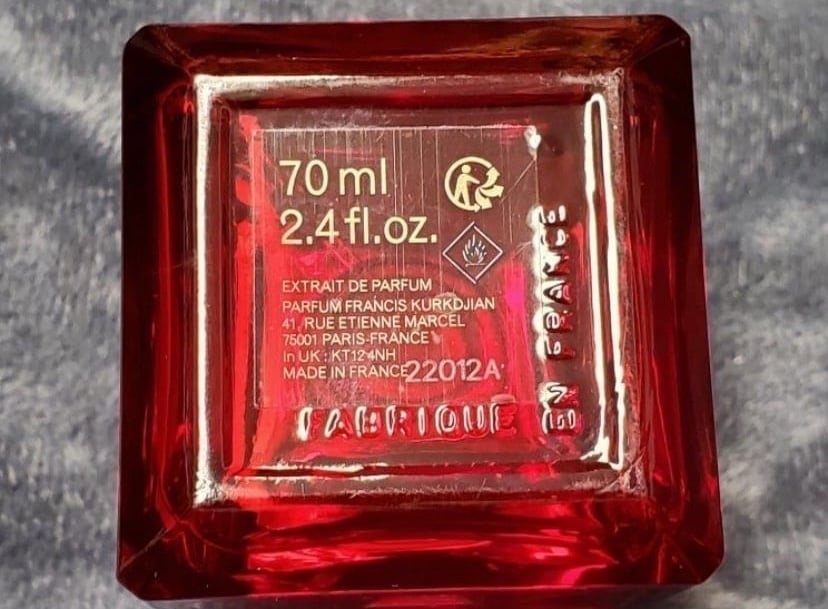 70 ml
2.4 fl.oz.
EXTRAIT DE PARFUM
PARFUM FRANCIS KURKDJIAN
41, RUE ETIENNE MARCEL
75001 PARIS-FRANCE
In UK : KT12 4NH
MADE IN FRANCE 22012A
FABRIQUE
EN FRANCE